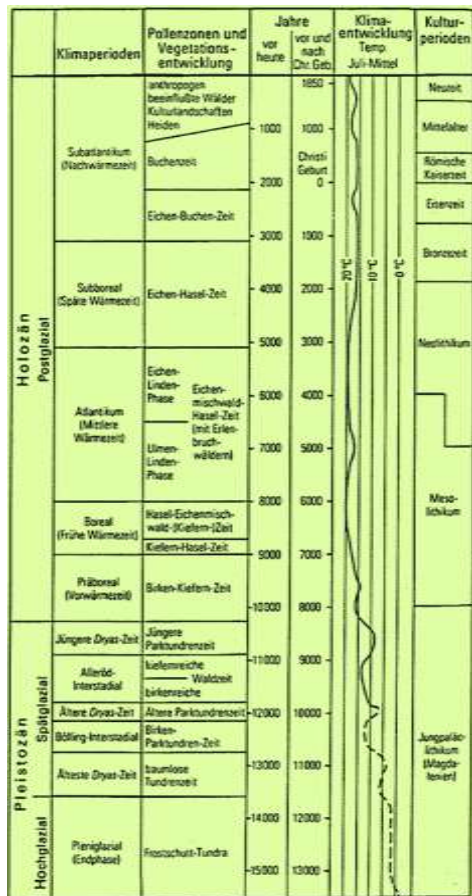 Klimaperioden
Pollenzonen und
Vegetations-
entwicklung
Jahre
vor
heute
vor und
nach
Chr. Geb.
Klima-
entwicklung
Temp.
Juli-Mittel
Kultur-
perioden
Holozän
Postglazial
Pleistozän
Spätglazial
Hochglazial
Subatlantikum
(Nachwärmezeit)
Subboreal
(Späte Wärmezeit)
Atlantikum
(Mittlere
Wärmezeit)
Boreal
(Frühe Wärmezeit)
Präboreal
(Vorwärmezeit)
Jüngere Dryas-Zeit
Alleröd-
Interstadial
Ältere Dryas-Zeit
Bölling-Interstadial
Älteste Dryas-Zeit
Pleniglazial
(Endphase)
anthropogen
beeinflußte Wälder
Kulturlandschaften
Heiden
Buchenzeit
Eichen-Buchen-Zeit
Eichen-Hasel-Zeit
Eichen-
Linden-
Phase
Eichen-
mischwald-
Hasel-Zeit
(mit Erlen-
bruch-
wäldern)
Ulmen-
Linden-
Phase
Hasel-Eichenmisch-
wald-(Kiefern-)Zeit
Kiefern-Hasel-Zeit
Birken-Kiefern-Zeit
Jüngere
Parktundrenzeit
kiefernreiche
Waldzeit
birkenreiche
Ältere Parktundrenzeit
Birken-
Parktundren-Zeit
baumlose
Tundrenzeit
Frostschutt-Tundra
1000
2000
3000
4000
5000
6000
7000
8000
9000
10000
11000
12000
13000
14000
15000
1850
1000
Christi
Geburt
0
1000
2000
3000
4000
5000
6000
7000
8000
9000
10000
11000
12000
13000
20 °C
10 °C
0 °C
Neuzeit
Mittelalter
Römische
Kaiserzeit
Eisenzeit
Bronzezeit
Neolithikum
Meso-
lithikum
Jungpaläo-
lithikum
(Magda-
lénien)